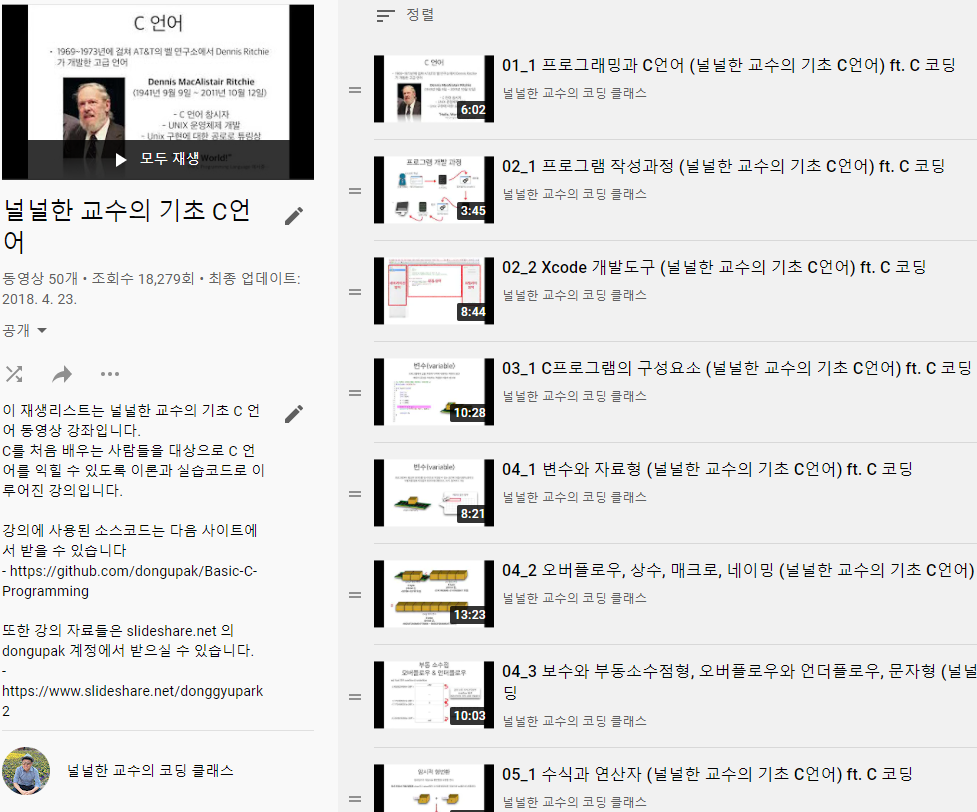 C 언어
• 1969~1973년에 걸쳐 AT&T의 벨 연구소에서 Dennis Ritchie
가 개발한 고급 언어
Dennis MacAlistair Ritchie
(1941년 9월 9일 ~ 2011년 10월 12일)
- C 언어 창시자
- UNIX 운영체제 개발
- Unix 구현에 대한 공로로 튜링상
World!"
모두 재생
널널한 교수의 기초 C언
어
동영상 50개 • 조회수 18,279회 • 최종 업데이트:
2018. 4. 23.
공개
이 재생리스트는 널널한 교수의 기초 C 언
어 동영상 강좌입니다.
C를 처음 배우는 사람들을 대상으로 C 언
어를 익힐 수 있도록 이론과 실습코드로 이
루어진 강의입니다.
강의에 사용된 소스코드는 다음 사이트에
서 받을 수 있습니다
- https://github.com/dongupak/Basic-C-
Programming
또한 강의 자료들은 slideshare.net 의
dongupak 계정에서 받으실 수 있습니다.
-
https://www.slideshare.net/donggyupark
2
널널한 교수의 코딩 클래스
정렬
C 언어
6:02
01_1 프로그래밍과 C언어 (널널한 교수의 기초 C언어) ft. C 코딩
널널한 교수의 코딩 클래스
프로그램 개발 과정
3:45
02_1 프로그램 작성과정 (널널한 교수의 기초 C언어) ft. C 코딩
널널한 교수의 코딩 클래스
8:44
02_2 Xcode 개발도구 (널널한 교수의 기초 C언어) ft. C 코딩
널널한 교수의 코딩 클래스
변수(variable)
10:28
03_1 C프로그램의 구성요소 (널널한 교수의 기초 C언어) ft. C 코딩
널널한 교수의 코딩 클래스
변수(variable)
8:21
04_1 변수와 자료형 (널널한 교수의 기초 C언어) ft. C 코딩
널널한 교수의 코딩 클래스
13:23
04_2 오버플로우, 상수, 매크로, 네이밍 (널널한 교수의 기초 C언어)
널널한 교수의 코딩 클래스
부동 소수점
오버플로우 & 언더플로우
10:03
04_3 보수와 부동소수점형, 오버플로우와 언더플로우, 문자형 (널널
딩
널널한 교수의 코딩 클래스
암시적 형변환
05_1 수식과 연산자 (널널한 교수의 기초 C언어) ft. C 코딩
널널한 교수의 코딩 클래스